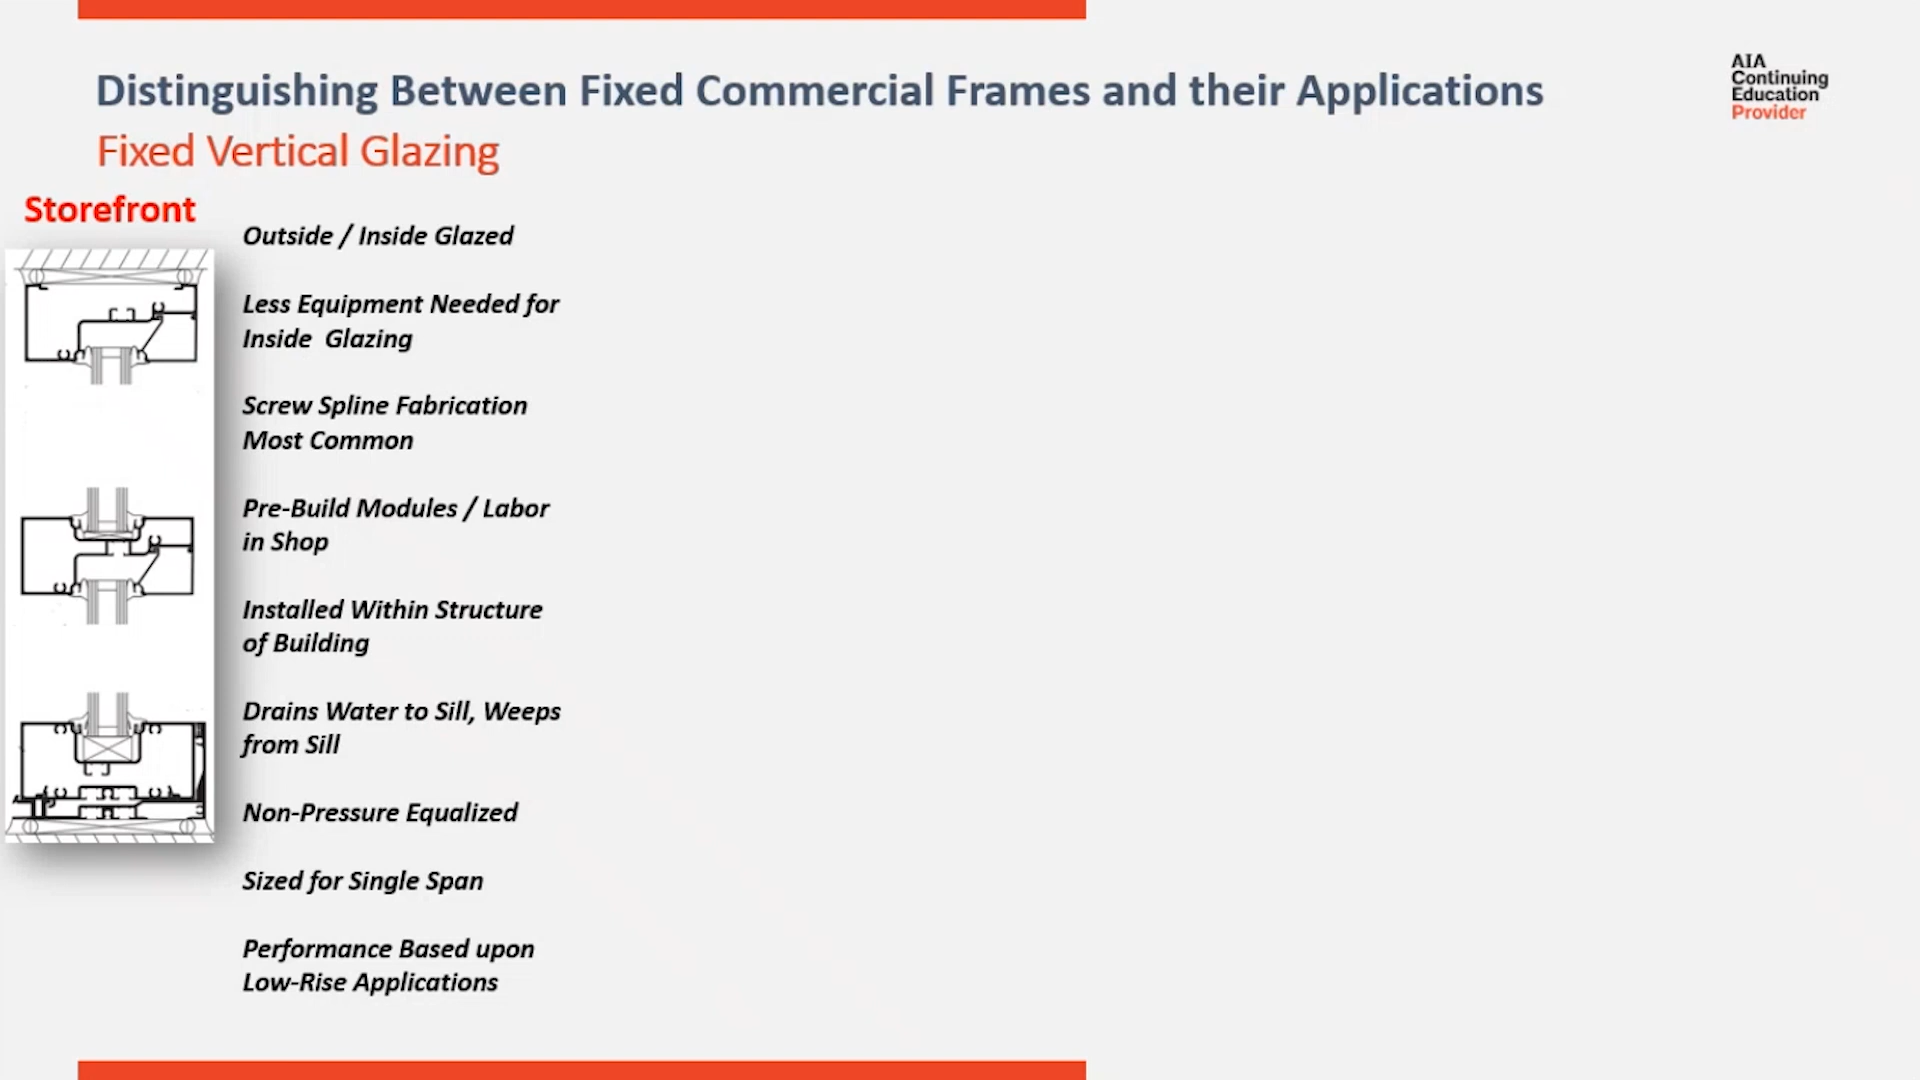 Distinguishing Between Fixed Commercial Frames and their Applications
Fixed Vertical Glazing
AIA
Continuing
Education
Provider
Storefront
Outside / Inside Glazed
Less Equipment Needed for
Inside Glazing
Screw Spline Fabrication
Most Common
Pre-Build Modules / Labor
in Shop
Installed Within Structure
of Building
Drains Water to Sill, Weeps
from Sill
Non-Pressure Equalized
Sized for Single Span
Performance Based upon
Low-Rise Applications